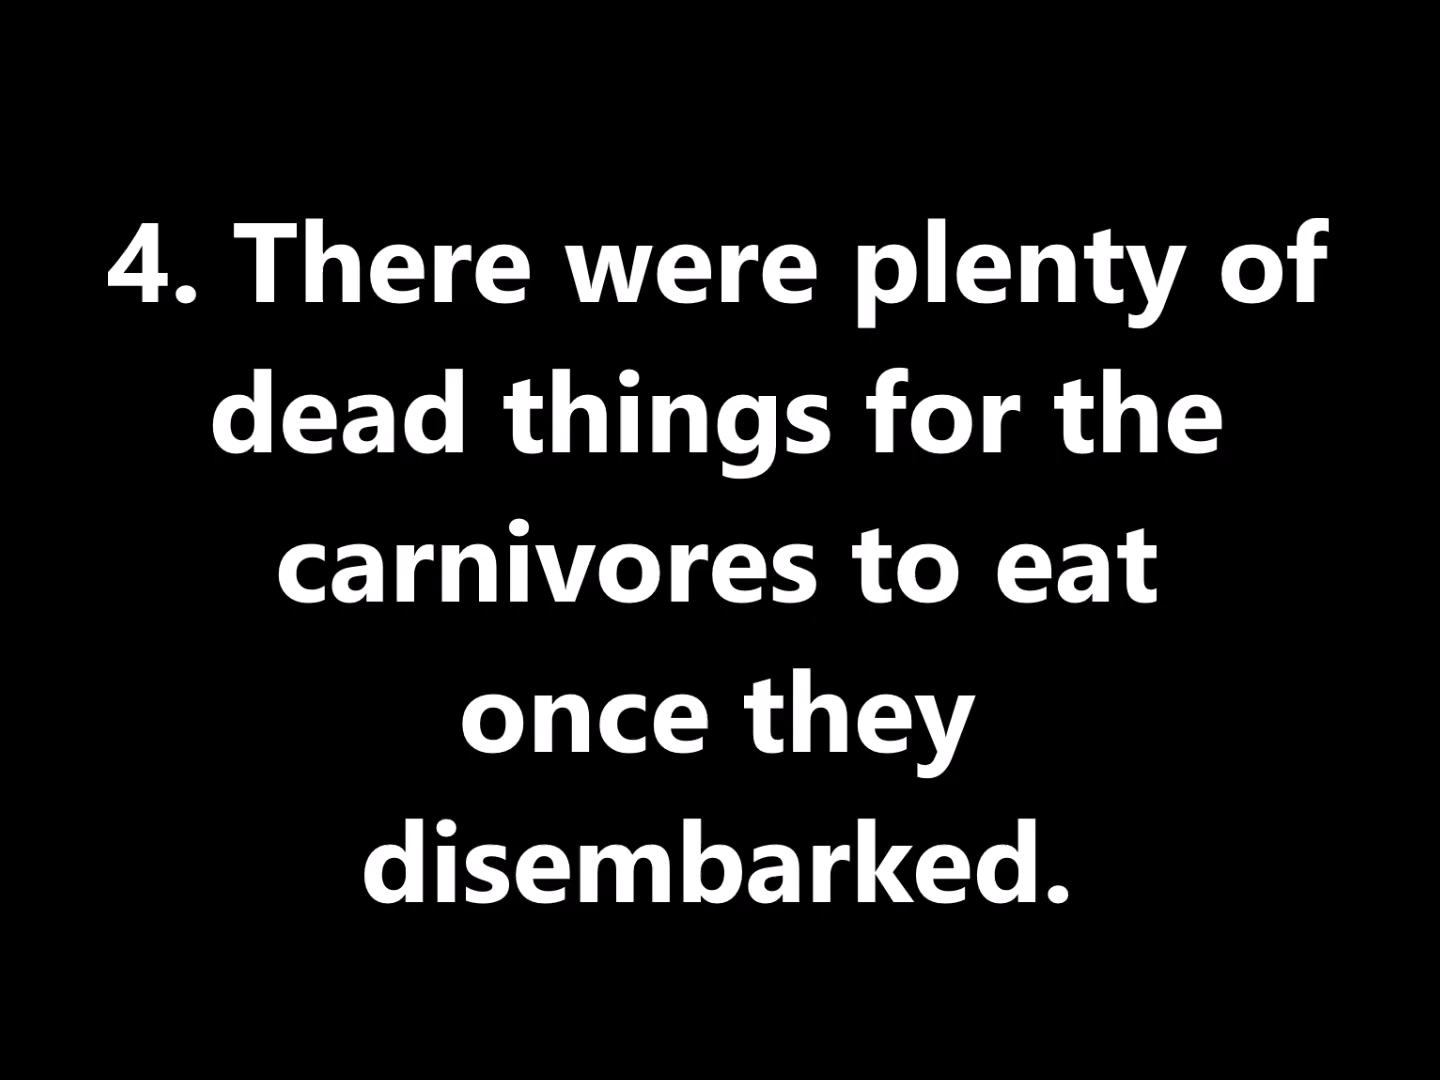 4. There were plenty of
dead things for the
carnivores to eat
once they
disembarked.